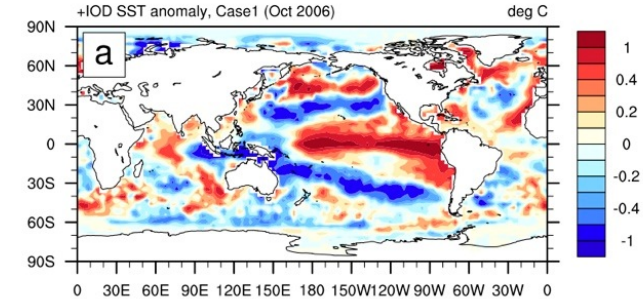 +IOD SST anomaly, Case1 (Oct 2006) deg C
a
90N
60N
30N
0
30S
60S
90S
0 30E 60E 90E 120E 150E 180 150W 120W 90W 60W 30W 0
1
0.4
0.2
0
-0.2
-0.4
-1